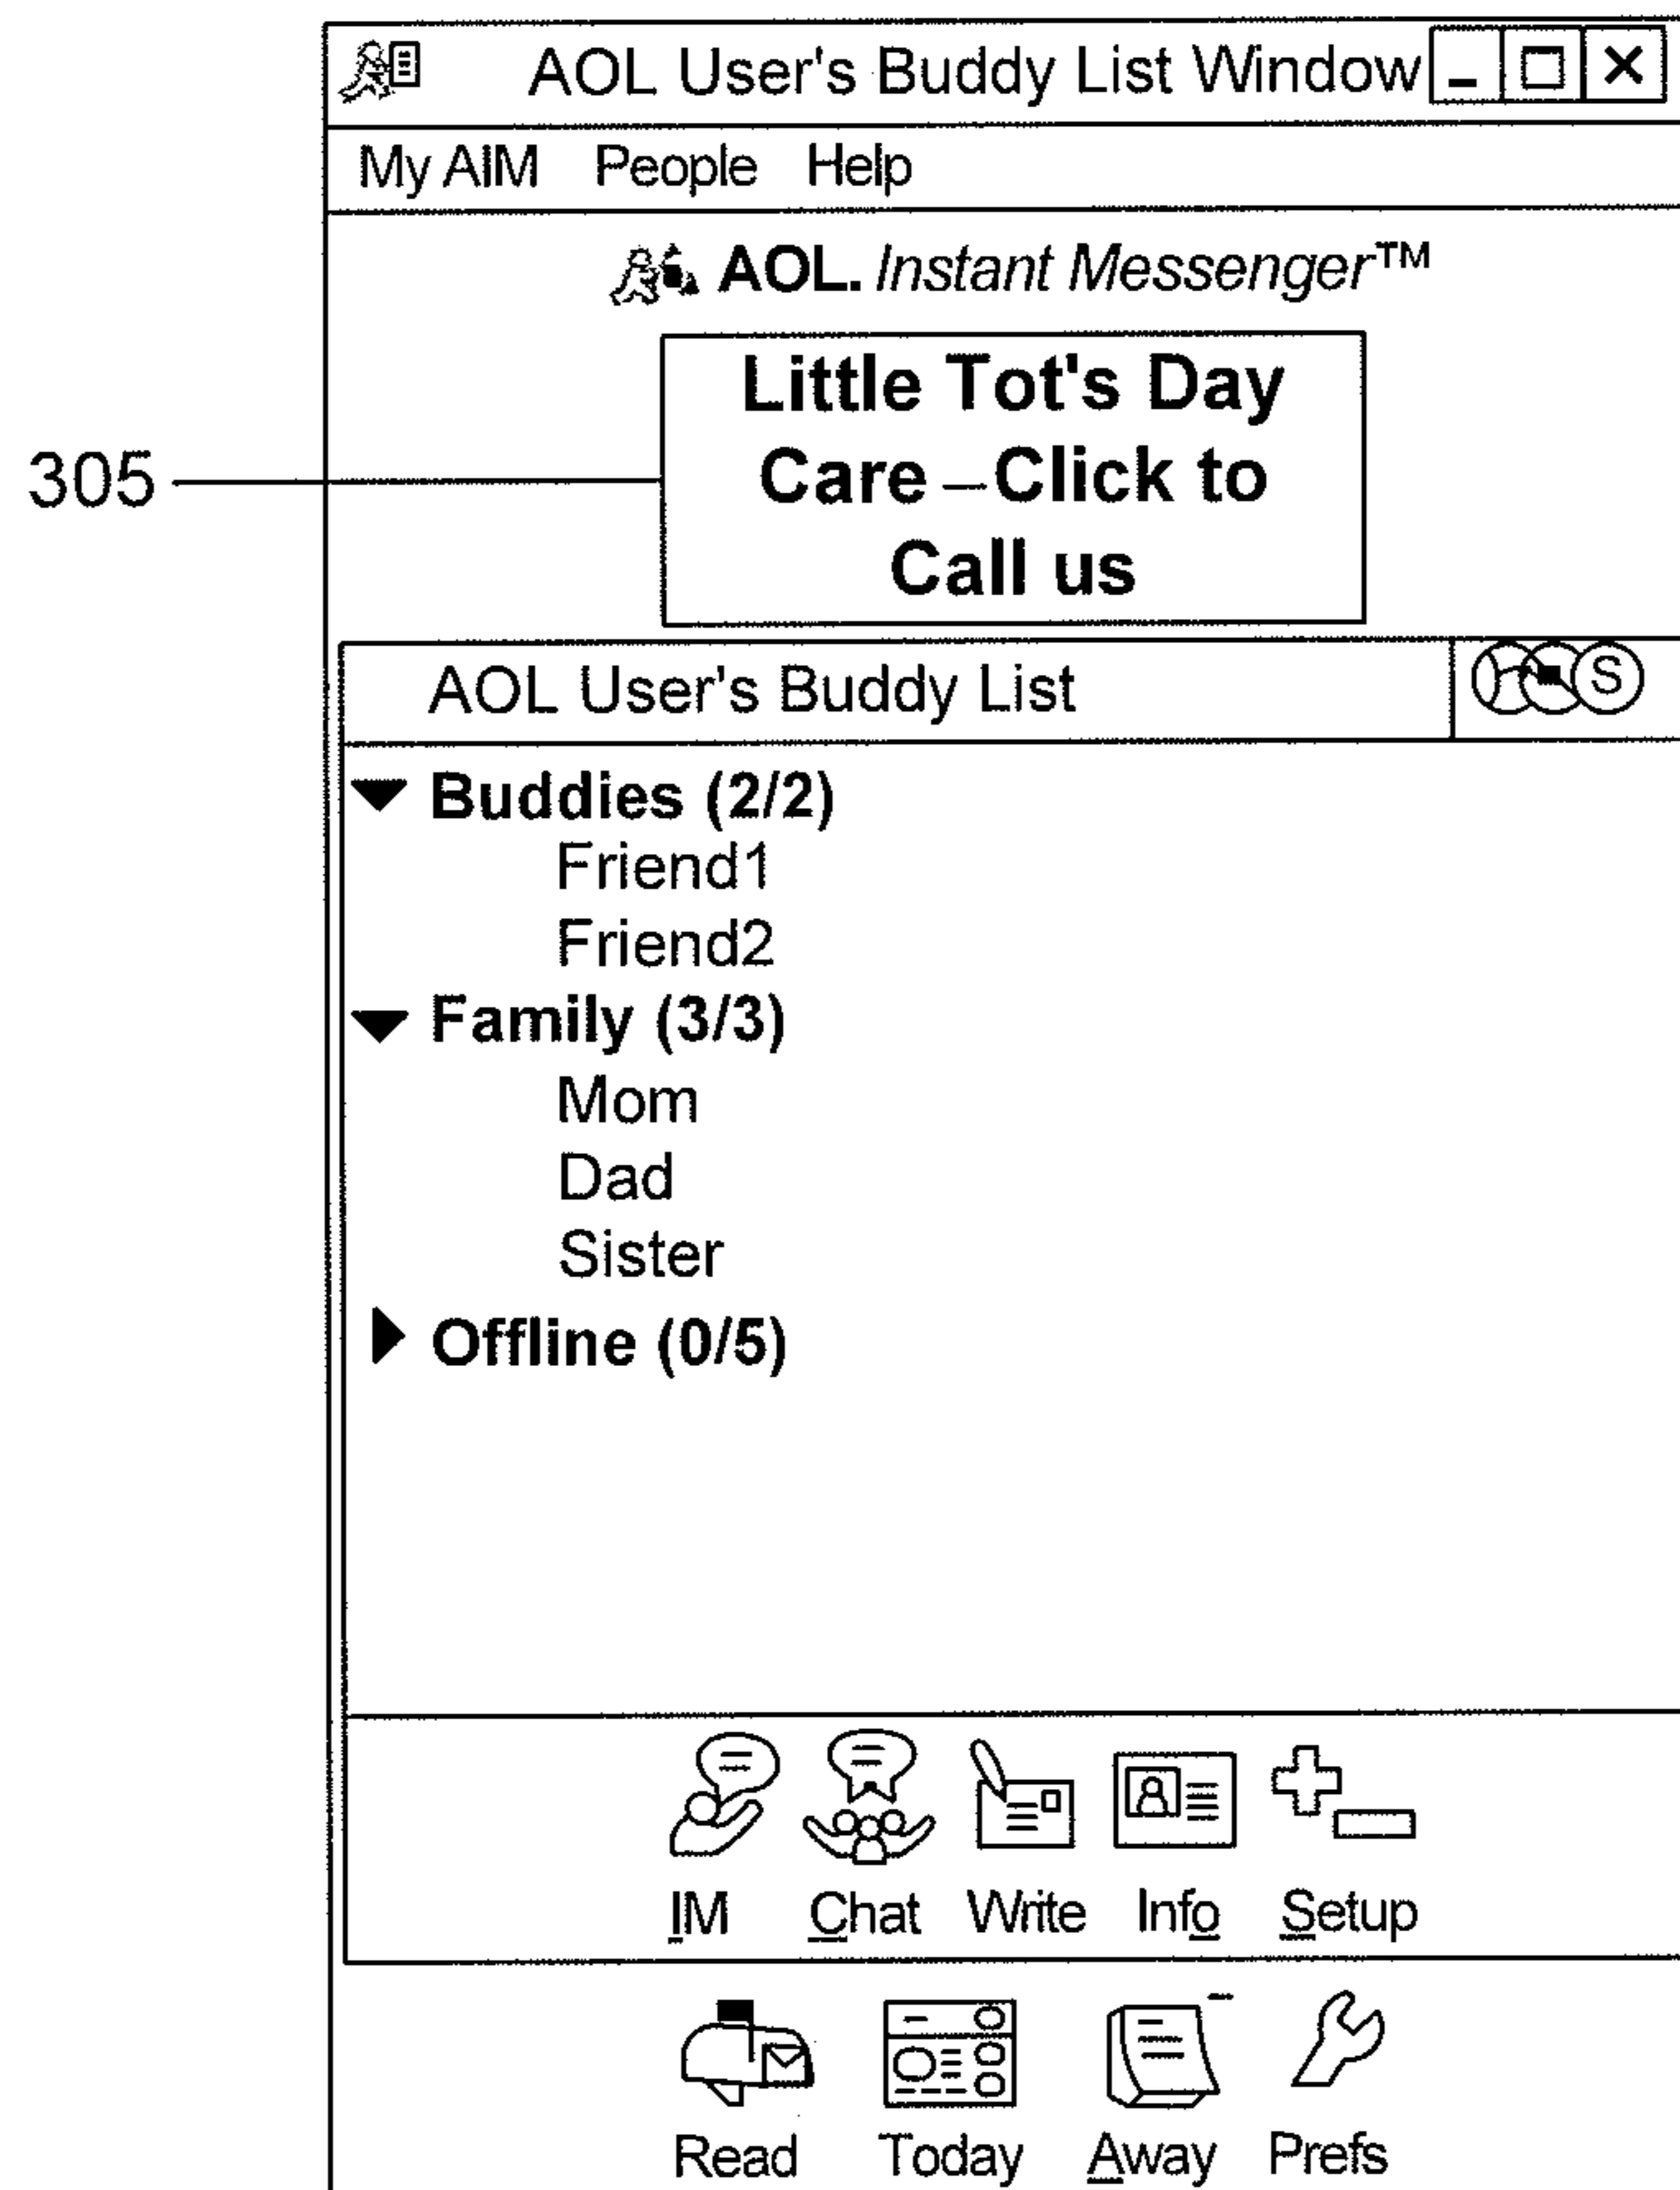 AOL User's Buddy List Window
My AIM People Help
AOL. Instant Messenger™
Little Tot's Day
305 Care – Click to
Call us
AOL User's Buddy List S
Buddies (2/2)
Friend1
Friend2
Family (3/3)
Mom
Dad
Sister
Offline (0/5)
IM Chat Write Info Setup
Read Today Away Prefs